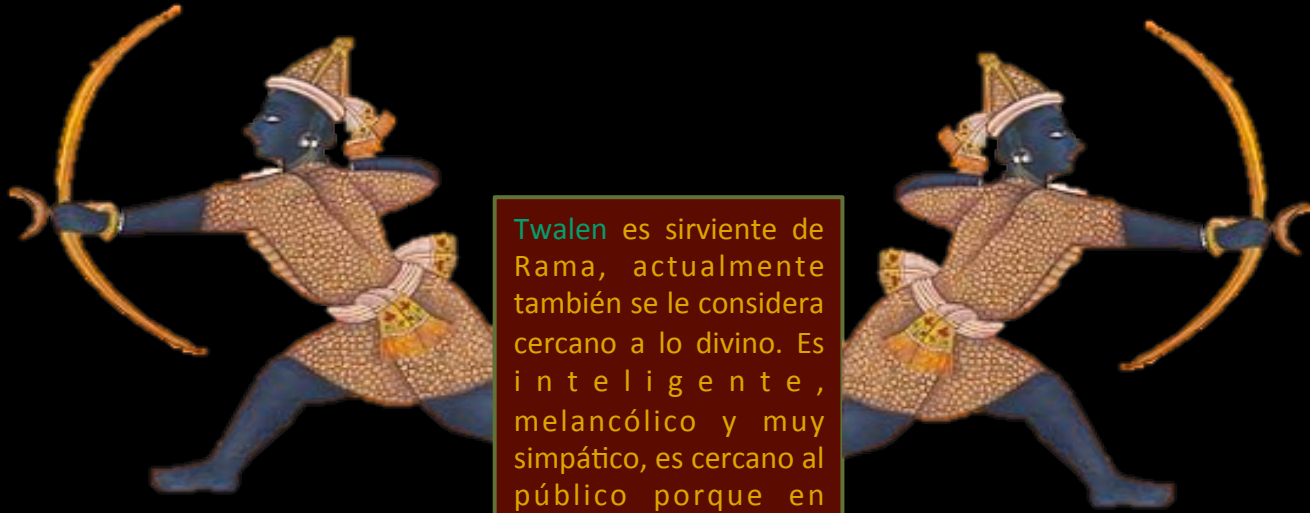 Twalen es sirviente de
Rama, actualmente
también se le considera
cercano a lo divino. Es
inteligente,
melancólico y muy
simpático, es cercano al
público porque en